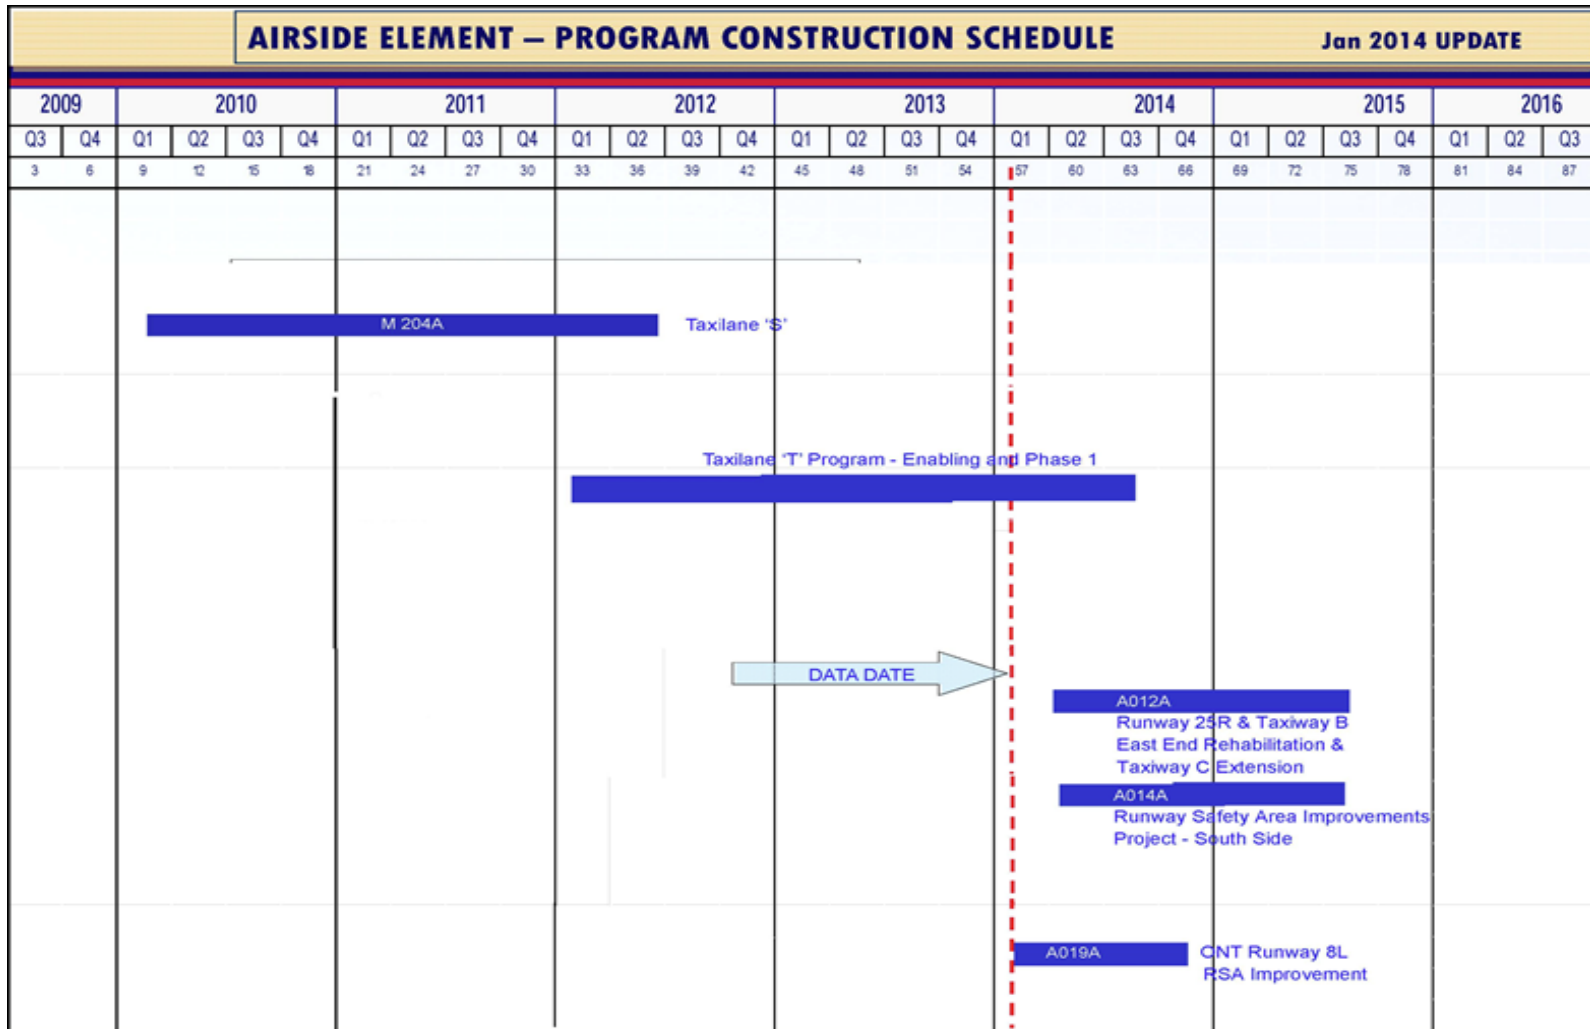 AIRSIDE ELEMENT – PROGRAM CONSTRUCTION SCHEDULE Jan 2014 UPDATE
2009 2010 2011 2012 2013 2014 2015 2016
Q3 Q4 Q1 Q2 Q3 Q4 Q1 Q2 Q3 Q4 Q1 Q2 Q3 Q4 Q1 Q2 Q3 Q4 Q1 Q2 Q3 Q4 Q1 Q2 Q3 Q4 Q1 Q2 Q3
3 6 9 12 15 18 21 24 27 30 33 36 39 42 45 48 51 54 57 60 63 66 69 72 75 78 81 84 87
M 204A Taxilane 'S'
Taxilane 'T' Program - Enabling and Phase 1
DATA DATE
A012A
Runway 25R & Taxiway B
East End Rehabilitation &
Taxiway C Extension
A014A
Runway Safety Area Improvements
Project - South Side
A019A ONT Runway 8L
RSA Improvement